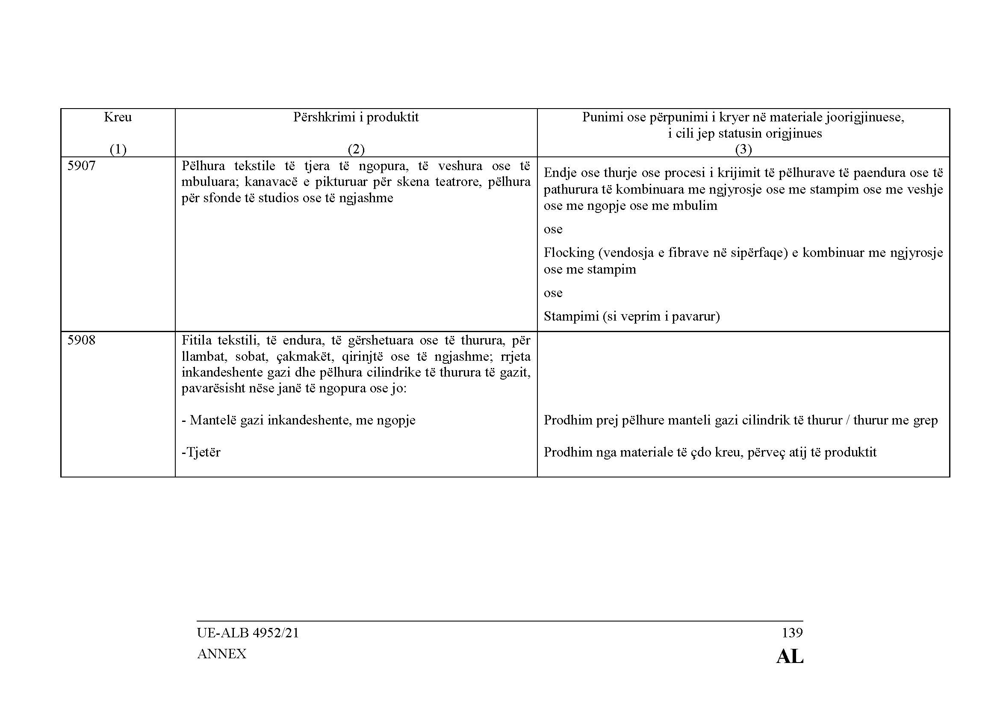 Kreu
(1)
Përshkrimi i produktit
(2)
Punimi ose përpunimi i kryer në materiale joorigjinuese,
i cili jep statusin origjinues
(3)
5907
Pëlhura tekstile të tjera të ngopura, të veshura ose të
mbuluara; kanavacë e pikturuar për skena teatrore, pëlhura
për sfonde të studios ose të ngjashme
Endje ose thurje ose procesi i krijimit të pëlhurave të paendura ose të
pathurura të kombinuara me ngjyrosje ose me stampim ose me veshje
ose me ngopje ose me mbulim
ose
Flocking (vendosja e fibrave në sipërfaqe) e kombinuar me ngjyrosje
ose me stampim
ose
Stampimi (si veprim i pavarur)
5908
Fitila tekstili, të endura, të gërshetuara ose të thurura, për
llambat, sobat, çakmakët, qirinjtë ose të ngjashme; rrjeta
inkandeshente gazi dhe pëlhura cilindrike të thurura të gazit,
pavarësisht nëse janë të ngopura ose jo:
- Mantelë gazi inkandeshente, me ngopje
Prodhim prej pëlhure manteli gazi cilindrik të thurur / thurur me grep
-Tjetër
Prodhim nga materiale të çdo kreu, përveç atij të produktit
UE-ALB 4952/21
139
ANNEX
AL